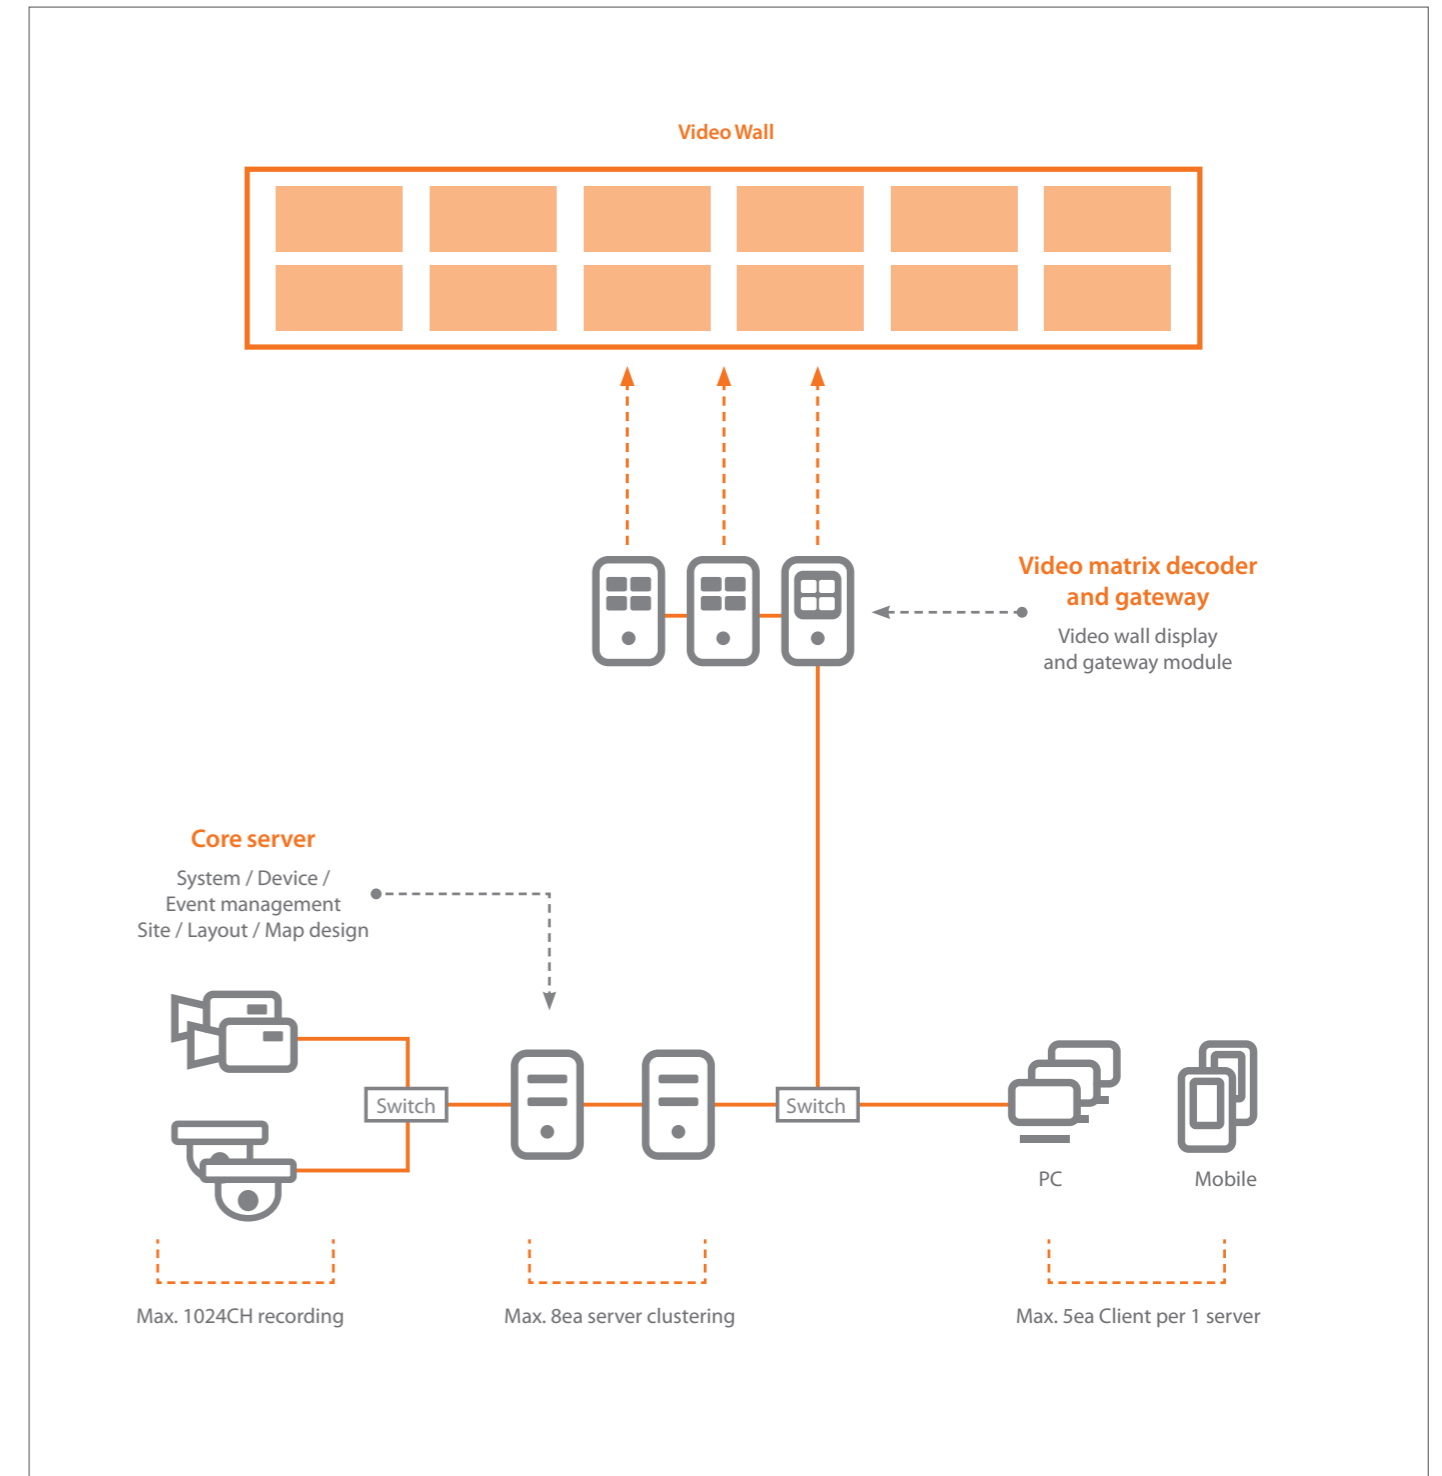 Video Wall
Video matrix decoder
and gateway
Video wall display
and gateway module
Core server
System / Device /
Event management
Site / Layout / Map design
Switch
Switch
PC
Mobile
Max. 1024CH recording
Max. 8ea server clustering
Max. 5ea Client per 1 server